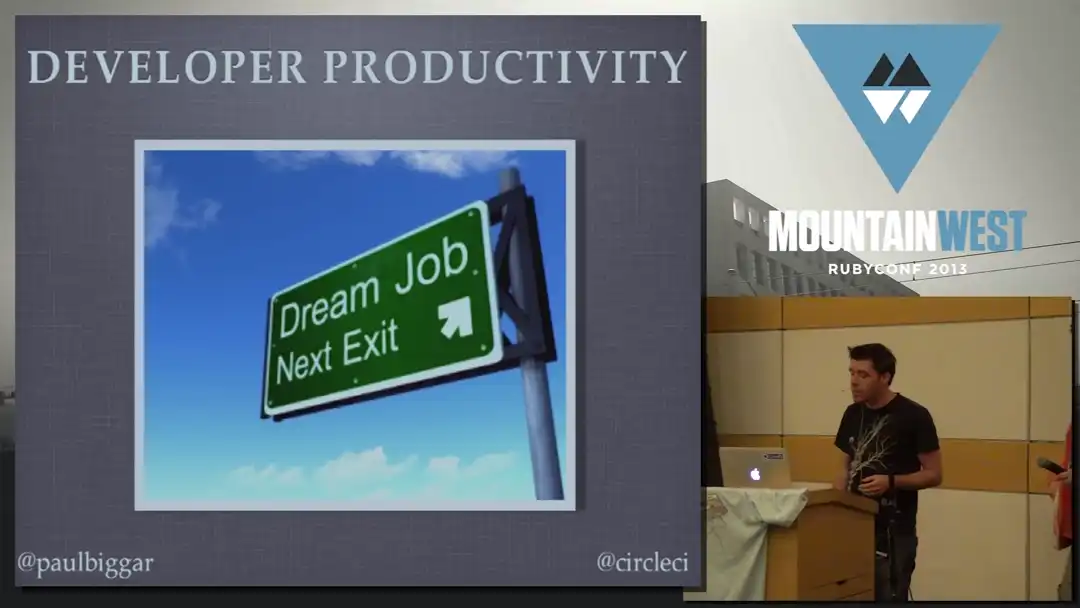 DEVELOPER PRODUCTIVITY
Dream Job
Next Exit
@paulbiggar
@circleci
MOUNTAINWEST
RUBYCONF 2013